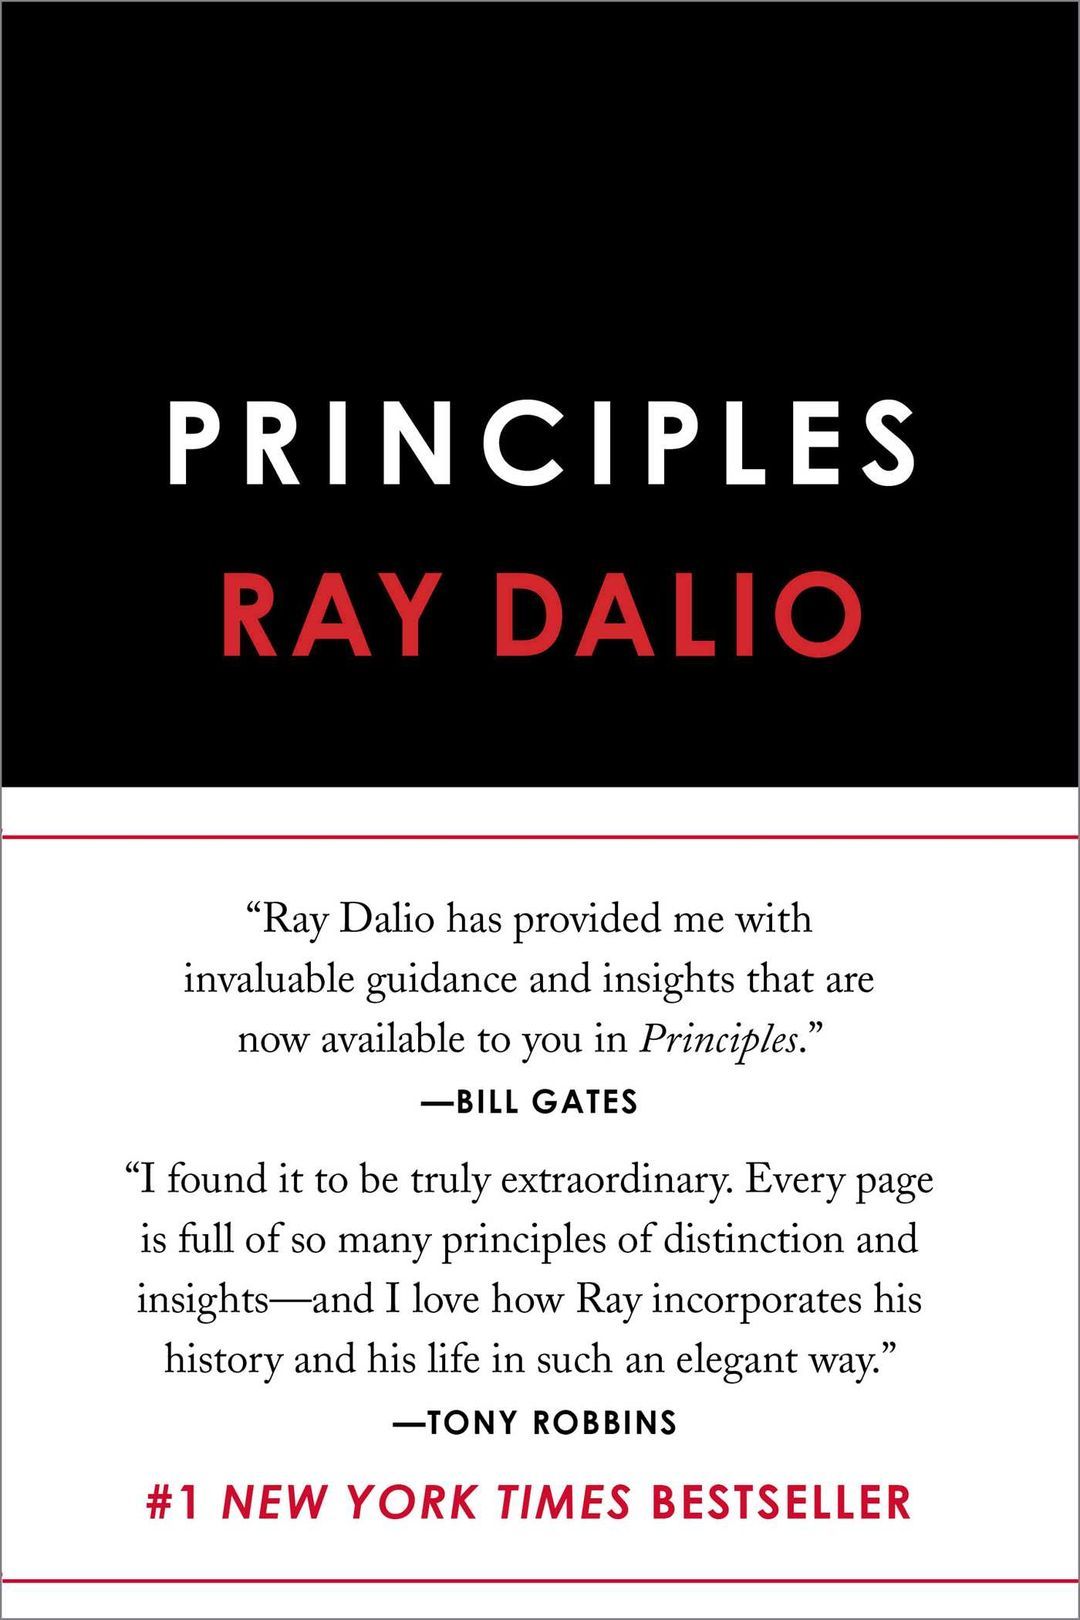 PRINCIPLES
RAY DALIO
“Ray Dalio has provided me with
invaluable guidance and insights that are
now available to you in Principles.”
—BILL GATES
“I found it to be truly extraordinary. Every page
is full of so many principles of distinction and
insights—and I love how Ray incorporates his
history and his life in such an elegant way.”
—TONY ROBBINS
#1 NEW YORK TIMES BESTSELLER